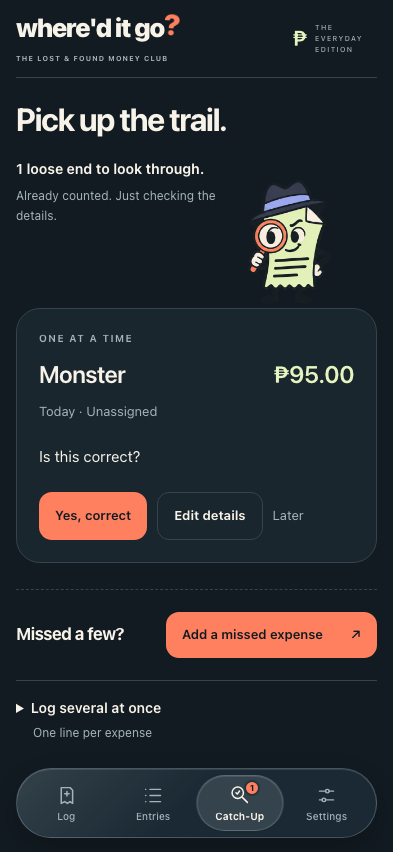 where'd it go?
THE LOST & FOUND MONEY CLUB
₱
THE
EVERYDAY
EDITION
Pick up the trail.
1 loose end to look through.
Already counted. Just checking the
details.
ONE AT A TIME
Monster
₱95.00
Today · Unassigned
Is this correct?
Yes, correct
Edit details
Later
Missed a few?
Add a missed expense
Log several at once
One line per expense
1
Log
Entries
Catch-Up
Settings